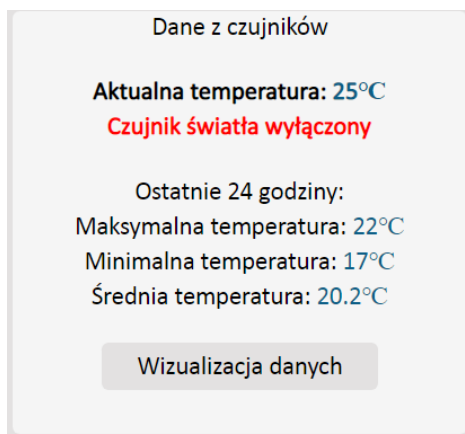 Dane z czujników
Aktualna temperatura: 25°C
Czujnik światła wyłączony
Ostatnie 24 godziny:
Maksymalna temperatura: 22°C
Minimalna temperatura: 17°C
Średnia temperatura: 20.2°C
Wizualizacja danych